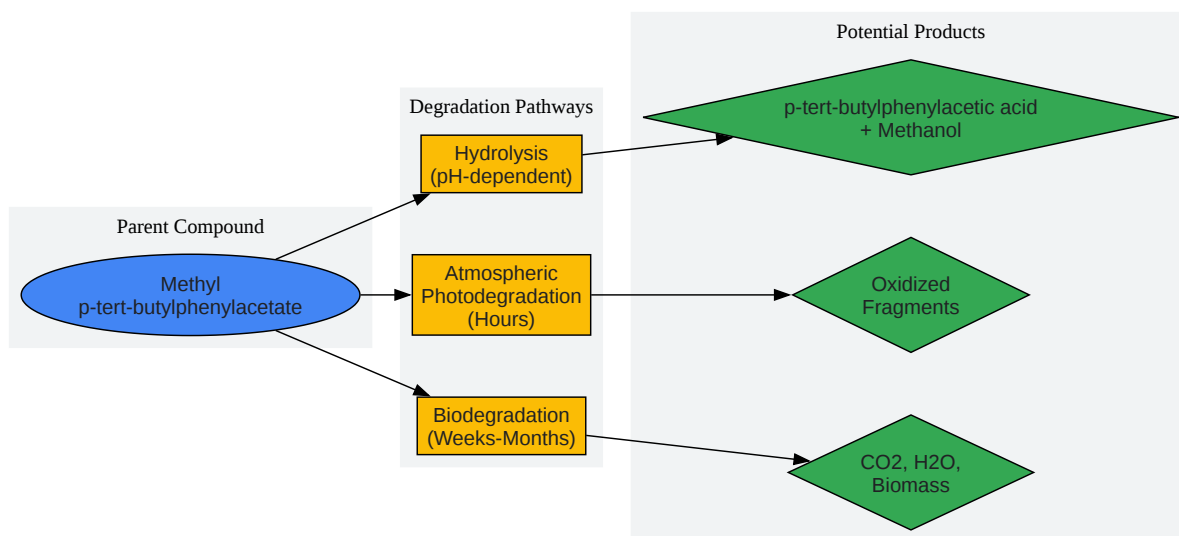 Parent Compound
Methyl
p-tert-butylphenylacetate
Degradation Pathways
Hydrolysis
(pH-dependent)
Atmospheric
Photodegradation
(Hours)
Biodegradation
(Weeks-Months)
Potential Products
p-tert-butylphenylacetic acid
+ Methanol
Oxidized
Fragments
CO2, H2O,
Biomass